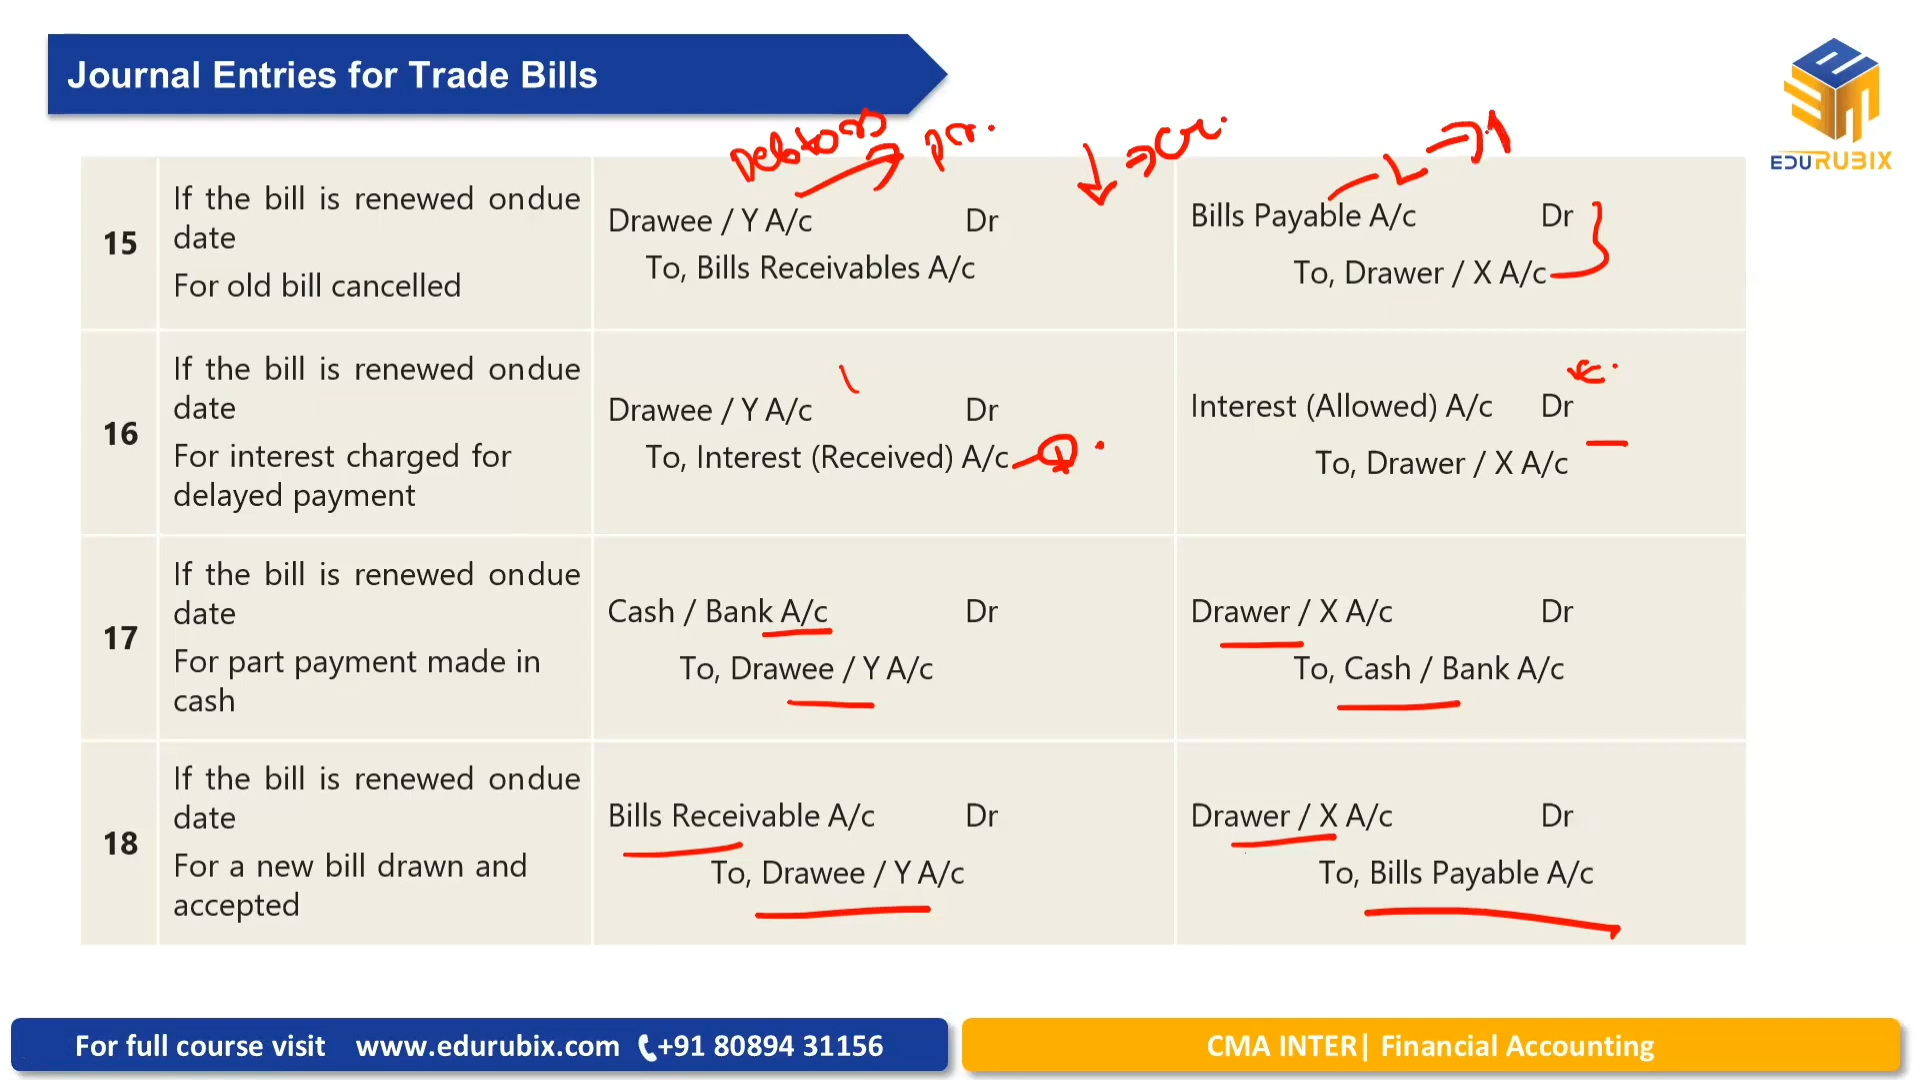 Journal Entries for Trade Bills
EDURUBIX
Debtors
Cr.
15
If the bill is renewed ondue
date
For old bill cancelled
Drawee / Y A/c Dr
To, Bills Receivables A/c
Bills Payable A/c Dr
To, Drawer / X A/c
16
If the bill is renewed ondue
date
For interest charged for
delayed payment
Drawee / Y A/c Dr
To, Interest (Received) A/c
Interest (Allowed) A/c Dr
To, Drawer / X A/c
17
If the bill is renewed ondue
date
For part payment made in
cash
Cash / Bank A/c Dr
To, Drawee / Y A/c
Drawer / X A/c Dr
To, Cash / Bank A/c
18
If the bill is renewed ondue
date
For a new bill drawn and
accepted
Bills Receivable A/c Dr
To, Drawee / Y A/c
Drawer / X A/c Dr
To, Bills Payable A/c
For full course visit www.edurubix.com +91 80894 31156
CMA INTER| Financial Accounting